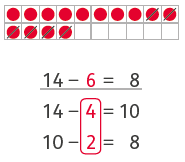 14 − 6 = 8
14 − 4 = 10
10 − 2 = 8